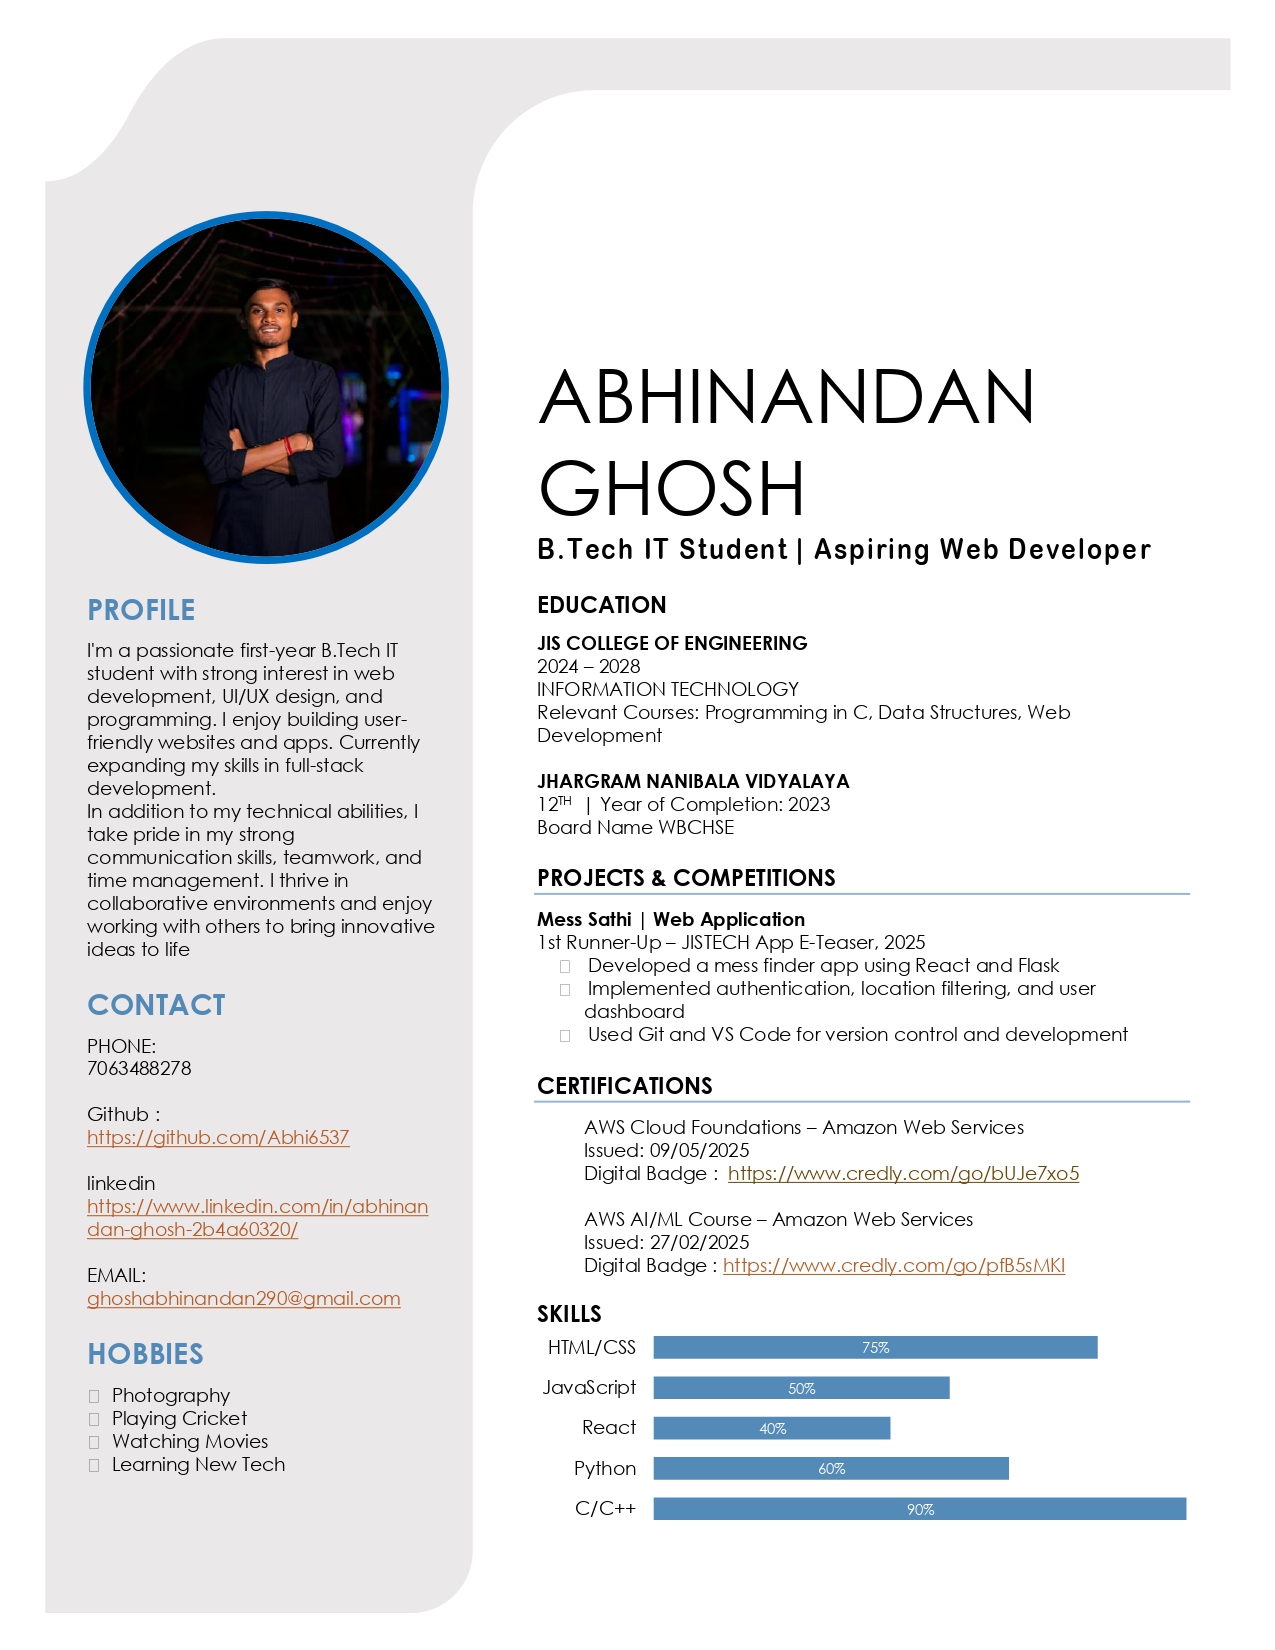 ABHINANDAN
GHOSH
B.Tech IT Student | Aspiring Web Developer
PROFILE
I'm a passionate first-year B.Tech IT
student with strong interest in web
development, UI/UX design, and
programming. I enjoy building user-
friendly websites and apps. Currently
expanding my skills in full-stack
development.
In addition to my technical abilities, I
take pride in my strong
communication skills, teamwork, and
time management. I thrive in
collaborative environments and enjoy
working with others to bring innovative
ideas to life
CONTACT
PHONE:
7063488278
Github :
https://github.com/Abhi6537
linkedin
https://www.linkedin.com/in/abhinan
dan-ghosh-2b4a60320/
EMAIL:
ghoshabhinandan290@gmail.com
HOBBIES
Photography
Playing Cricket
Watching Movies
Learning New Tech
EDUCATION
JIS COLLEGE OF ENGINEERING
2024 – 2028
INFORMATION TECHNOLOGY
Relevant Courses: Programming in C, Data Structures, Web
Development
JHARGRAM NANIBALA VIDYALAYA
12TH | Year of Completion: 2023
Board Name WBCHSE
PROJECTS & COMPETITIONS
Mess Sathi | Web Application
1st Runner-Up – JISTECH App E-Teaser, 2025
Developed a mess finder app using React and Flask
Implemented authentication, location filtering, and user
dashboard
Used Git and VS Code for version control and development
CERTIFICATIONS
AWS Cloud Foundations – Amazon Web Services
Issued: 09/05/2025
Digital Badge : https://www.credly.com/go/bUJe7xo5
AWS AI/ML Course – Amazon Web Services
Issued: 27/02/2025
Digital Badge : https://www.credly.com/go/pfB5sMKl
SKILLS
HTML/CSS 75%
JavaScript 50%
React 40%
Python 60%
C/C++ 90%